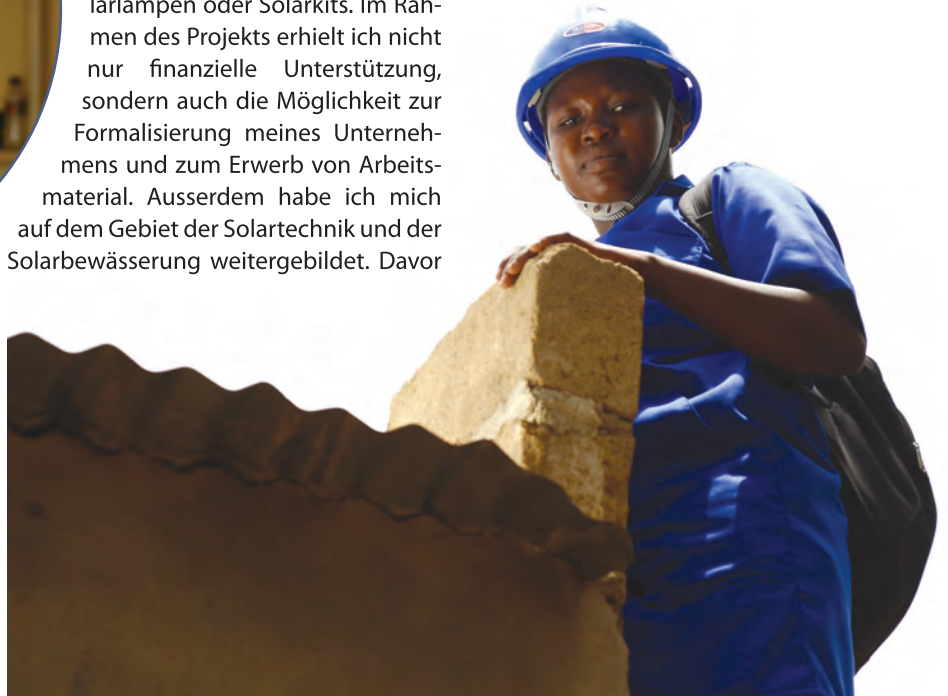 larlampen oder Solarkits. Im Rah-
men des Projekts erhielt ich nicht
nur finanzielle Unterstützung,
sondern auch die Möglichkeit zur
Formalisierung meines Unterneh-
mens und zum Erwerb von Arbeits-
material. Ausserdem habe ich mich
auf dem Gebiet der Solartechnik und der
Solarbewässerung weitergebildet. Davor